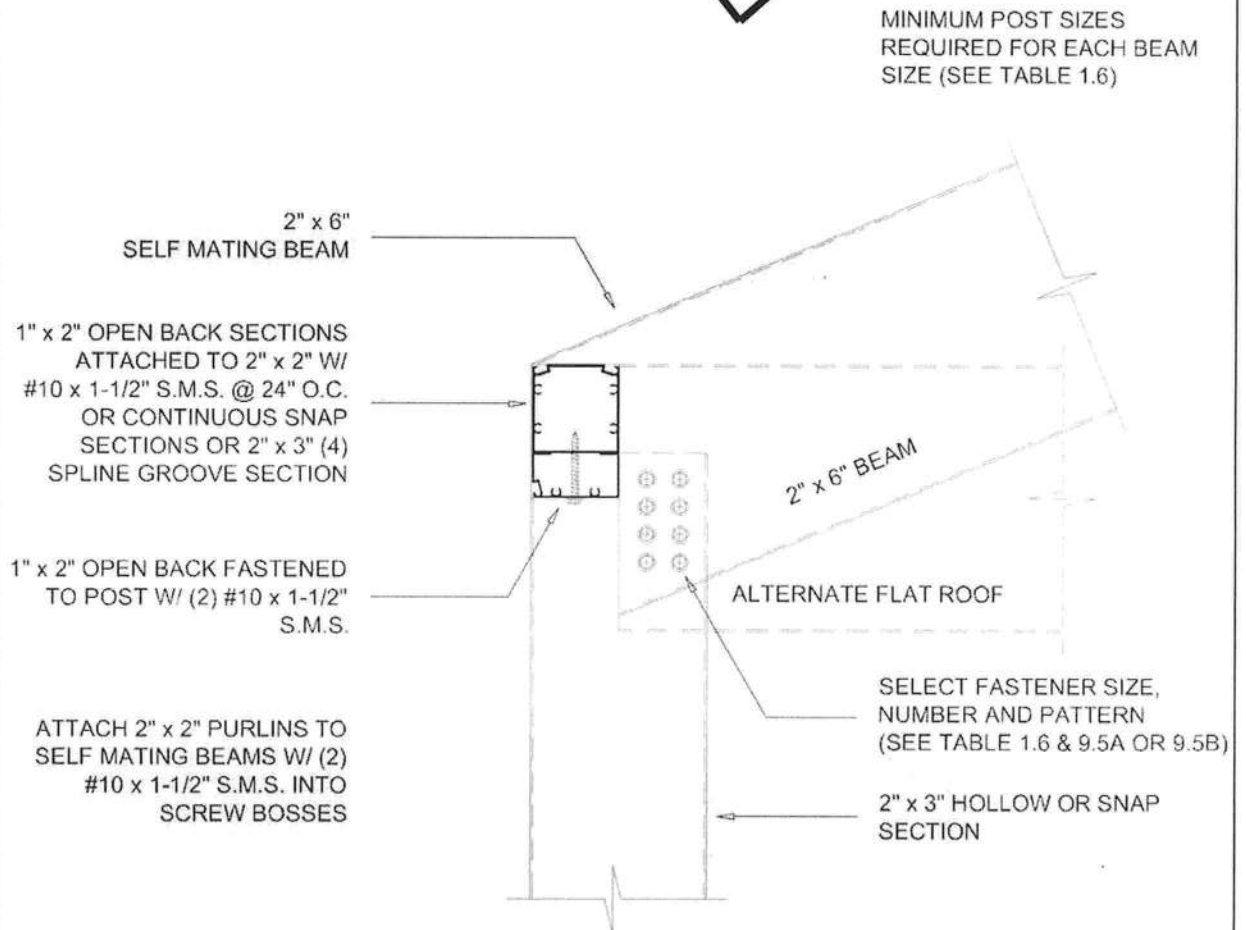 MINIMUM POST SIZES
REQUIRED FOR EACH BEAM
SIZE (SEE TABLE 1.6)
2" x 6"
SELF MATING BEAM
1" x 2" OPEN BACK SECTIONS
ATTACHED TO 2" x 2" W/
#10 x 1-1/2" S.M.S. @ 24" O.C.
OR CONTINUOUS SNAP
SECTIONS OR 2" x 3" (4)
SPLINE GROOVE SECTION
2" x 6" BEAM
1" x 2" OPEN BACK FASTENED
TO POST W/ (2) #10 x 1-1/2"
S.M.S.
ALTERNATE FLAT ROOF
SELECT FASTENER SIZE,
NUMBER AND PATTERN
(SEE TABLE 1.6 & 9.5A OR 9.5B)
ATTACH 2" x 2" PURLINS TO
SELF MATING BEAMS W/ (2)
#10 x 1-1/2" S.M.S. INTO
SCREW BOSSES
2" x 3" HOLLOW OR SNAP
SECTION